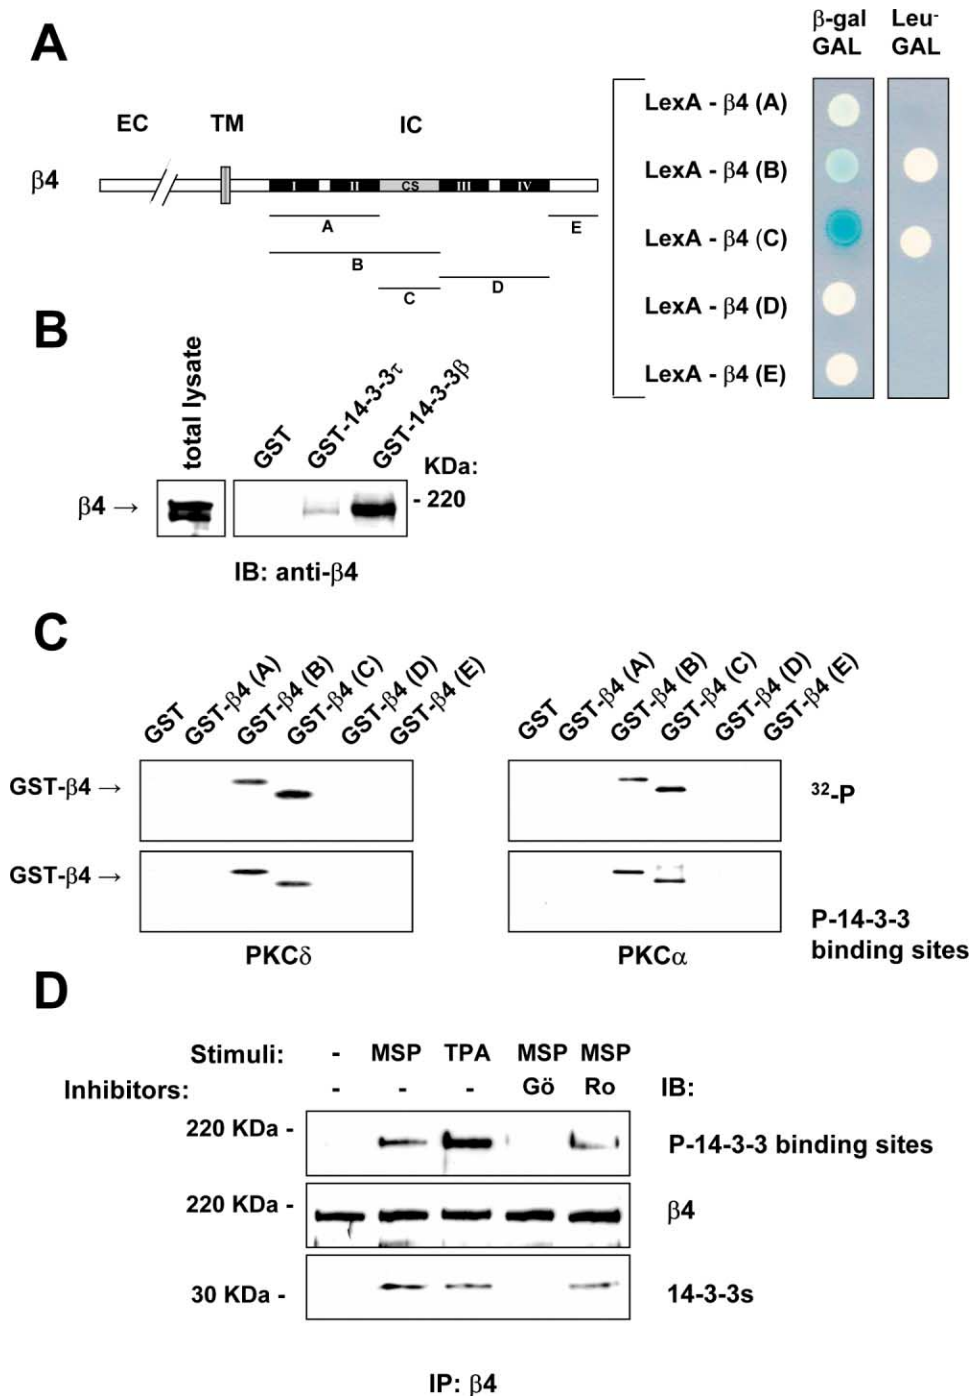 A
β-gal Leu-
GAL GAL
EC TM IC
β4
I II CS III IV
A
E
B
D
C
LexA - β4 (A)
LexA - β4 (B)
LexA - β4 (C)
LexA - β4 (D)
LexA - β4 (E)
B
total lysate
GST
GST-14-3-3τ
GST-14-3-3β
KDa:
β4 →
- 220
IB: anti-β4
C
GST
GST-β4 (A)
GST-β4 (B)
GST-β4 (C)
GST-β4 (D)
GST-β4 (E)
GST
GST-β4 (A)
GST-β4 (B)
GST-β4 (C)
GST-β4 (D)
GST-β4 (E)
GST-β4 →
32-P
GST-β4 →
P-14-3-3
binding sites
PKCδ
PKCα
D
Stimuli: - MSP TPA MSP MSP
Inhibitors: - - - Gö Ro IB:
220 KDa -
P-14-3-3 binding sites
220 KDa -
β4
30 KDa -
14-3-3s
IP: β4